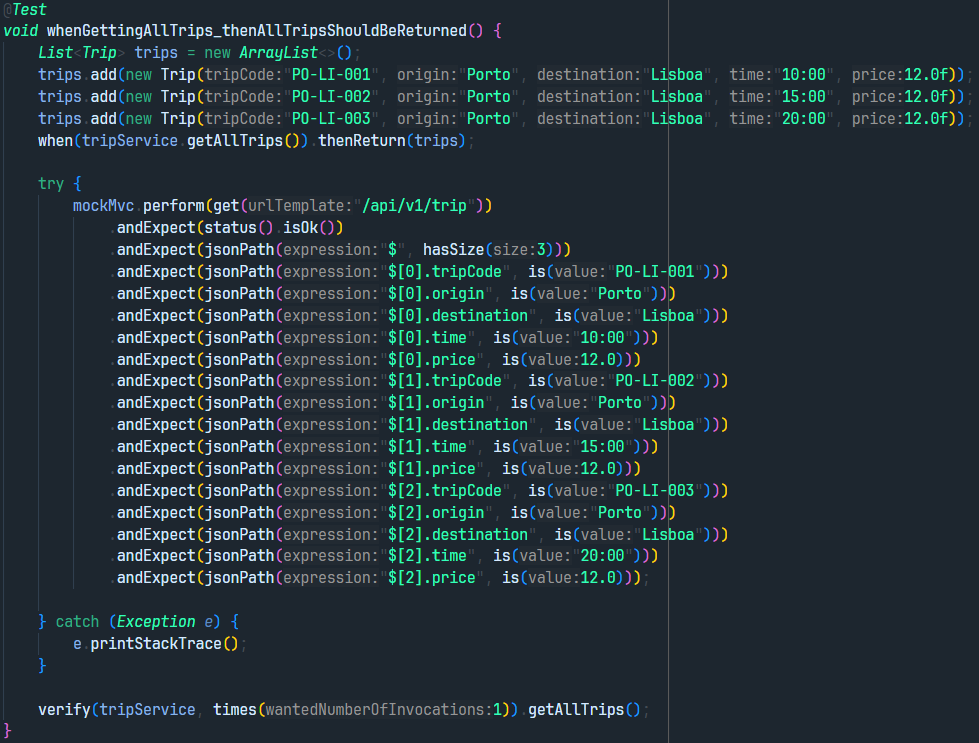 @Test
void whenGettingAllTrips_thenAllTripsShouldBeReturned() {
    List<Trip> trips = new ArrayList<>();
    trips.add(new Trip(tripCode:"PO-LI-001", origin:"Porto", destination:"Lisboa", time:"10:00", price:12.0f));
    trips.add(new Trip(tripCode:"PO-LI-002", origin:"Porto", destination:"Lisboa", time:"15:00", price:12.0f));
    trips.add(new Trip(tripCode:"PO-LI-003", origin:"Porto", destination:"Lisboa", time:"20:00", price:12.0f));
    when(tripService.getAllTrips()).thenReturn(trips);

    try {
        mockMvc.perform(get(urlTemplate:"/api/v1/trip"))
            .andExpect(status().isOk())
            .andExpect(jsonPath(expression:"$", hasSize(size:3)))
            .andExpect(jsonPath(expression:"$[0].tripCode", is(value:"PO-LI-001")))
            .andExpect(jsonPath(expression:"$[0].origin", is(value:"Porto")))
            .andExpect(jsonPath(expression:"$[0].destination", is(value:"Lisboa")))
            .andExpect(jsonPath(expression:"$[0].time", is(value:"10:00")))
            .andExpect(jsonPath(expression:"$[0].price", is(value:12.0)))
            .andExpect(jsonPath(expression:"$[1].tripCode", is(value:"PO-LI-002")))
            .andExpect(jsonPath(expression:"$[1].origin", is(value:"Porto")))
            .andExpect(jsonPath(expression:"$[1].destination", is(value:"Lisboa")))
            .andExpect(jsonPath(expression:"$[1].time", is(value:"15:00")))
            .andExpect(jsonPath(expression:"$[1].price", is(value:12.0)))
            .andExpect(jsonPath(expression:"$[2].tripCode", is(value:"PO-LI-003")))
            .andExpect(jsonPath(expression:"$[2].origin", is(value:"Porto")))
            .andExpect(jsonPath(expression:"$[2].destination", is(value:"Lisboa")))
            .andExpect(jsonPath(expression:"$[2].time", is(value:"20:00")))
            .andExpect(jsonPath(expression:"$[2].price", is(value:12.0)));

    } catch (Exception e) {
        e.printStackTrace();
    }

    verify(tripService, times(wantedNumberOfInvocations:1)).getAllTrips();
}